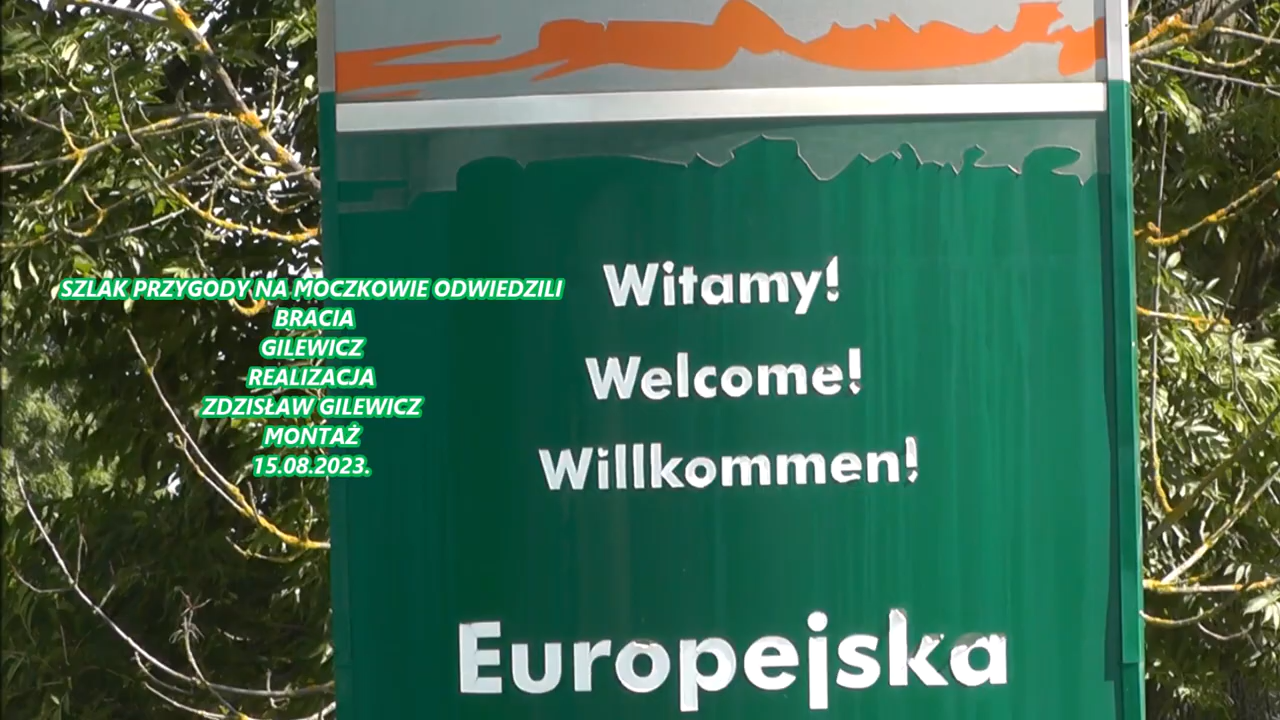 SZLAK PRZYGODY NA MOCZKOWIE ODWIEDZILI
BRACIA
GILEWICZ
REALIZACJA
ZDZISŁAW GILEWICZ
MONTAŻ
15.08.2023.
Witamy!
Welcome!
Willkommen!
Europejska